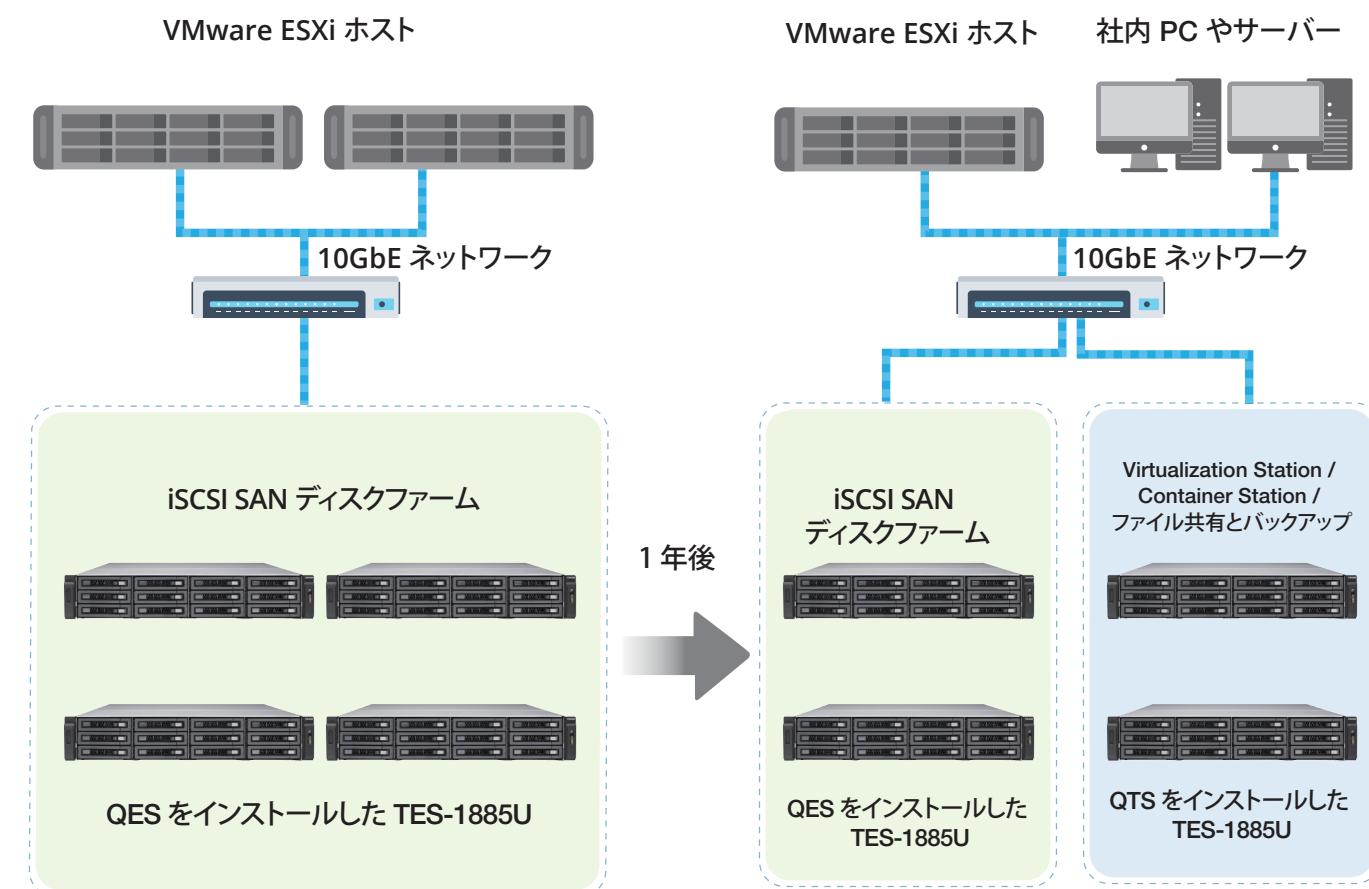 VMware ESXi ホスト
10GbE ネットワーク
iSCSI SAN ディスクファーム
QES をインストールした TES-1885U
1 年後
VMware ESXi ホスト
社内 PC やサーバー
10GbE ネットワーク
iSCSI SAN
ディスクファーム
QES をインストールした
TES-1885U
Virtualization Station /
Container Station /
ファイル共有とバックアップ
QTS をインストールした
TES-1885U